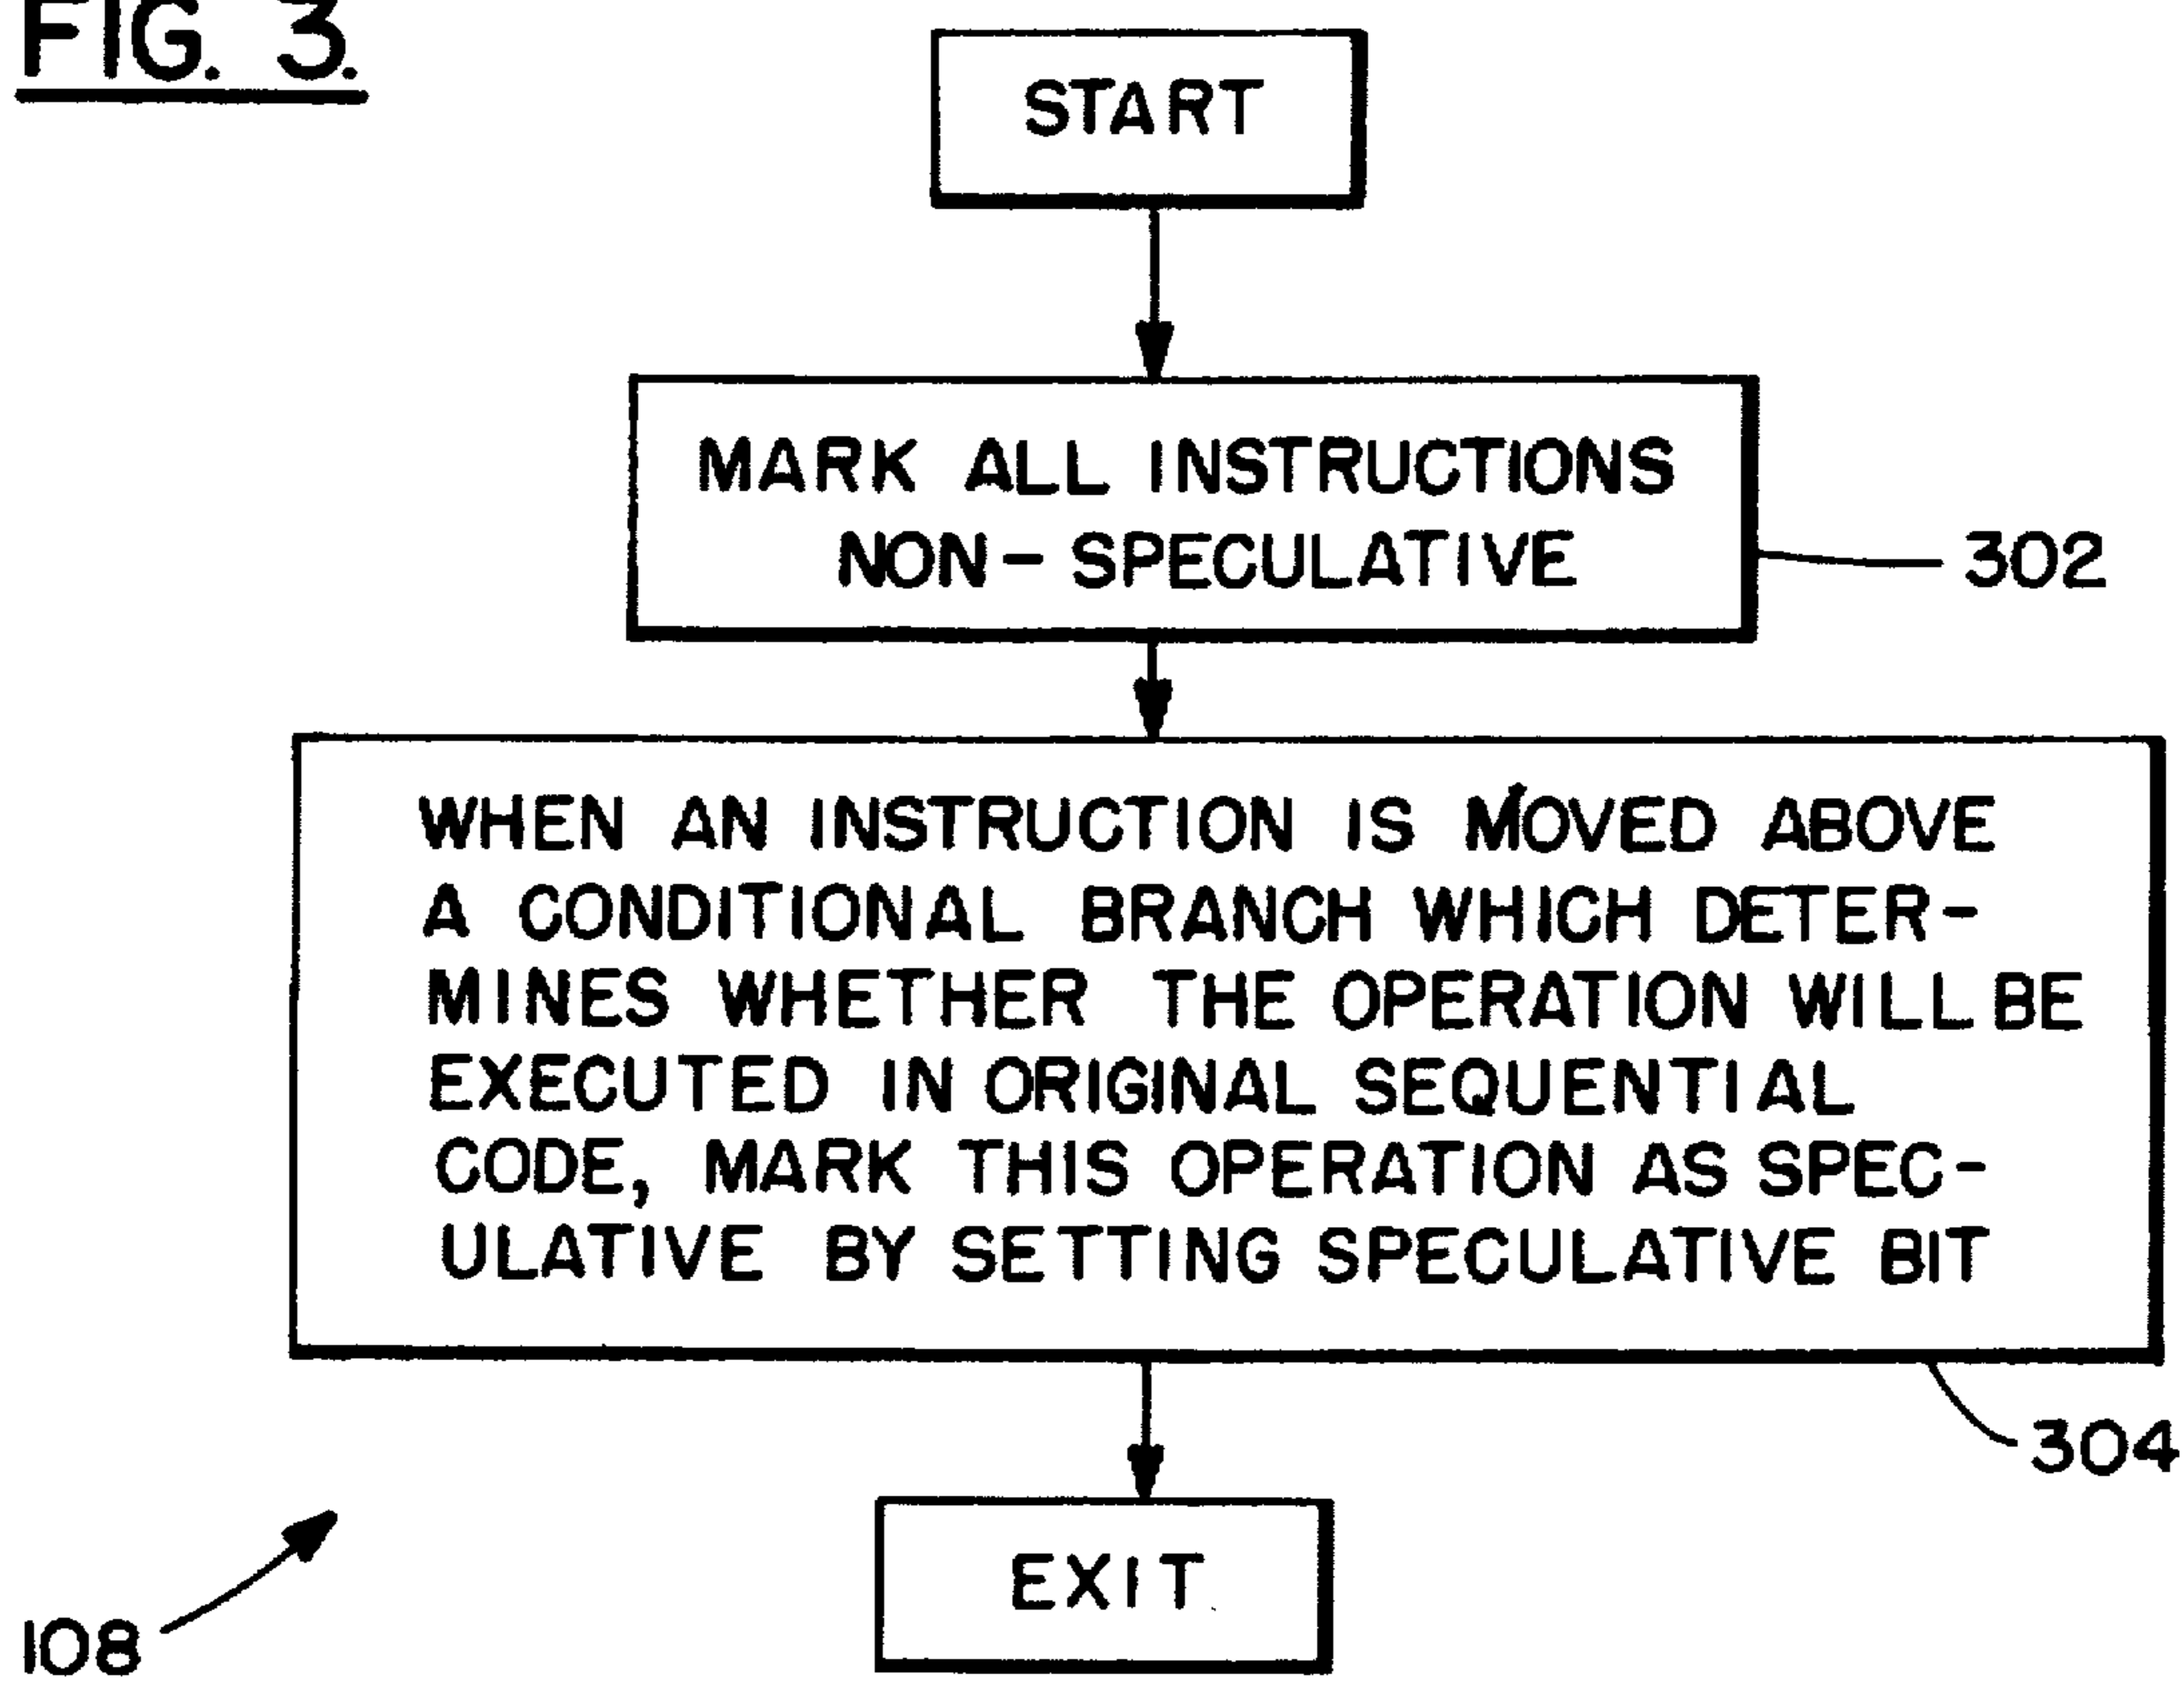 FIG. 3.
START
MARK ALL INSTRUCTIONS
NON-SPECULATIVE
302
WHEN AN INSTRUCTION IS MOVED ABOVE
A CONDITIONAL BRANCH WHICH DETER-
MINES WHETHER THE OPERATION WILL BE
EXECUTED IN ORIGINAL SEQUENTIAL
CODE, MARK THIS OPERATION AS SPEC-
ULATIVE BY SETTING SPECULATIVE BIT
304
EXIT
108